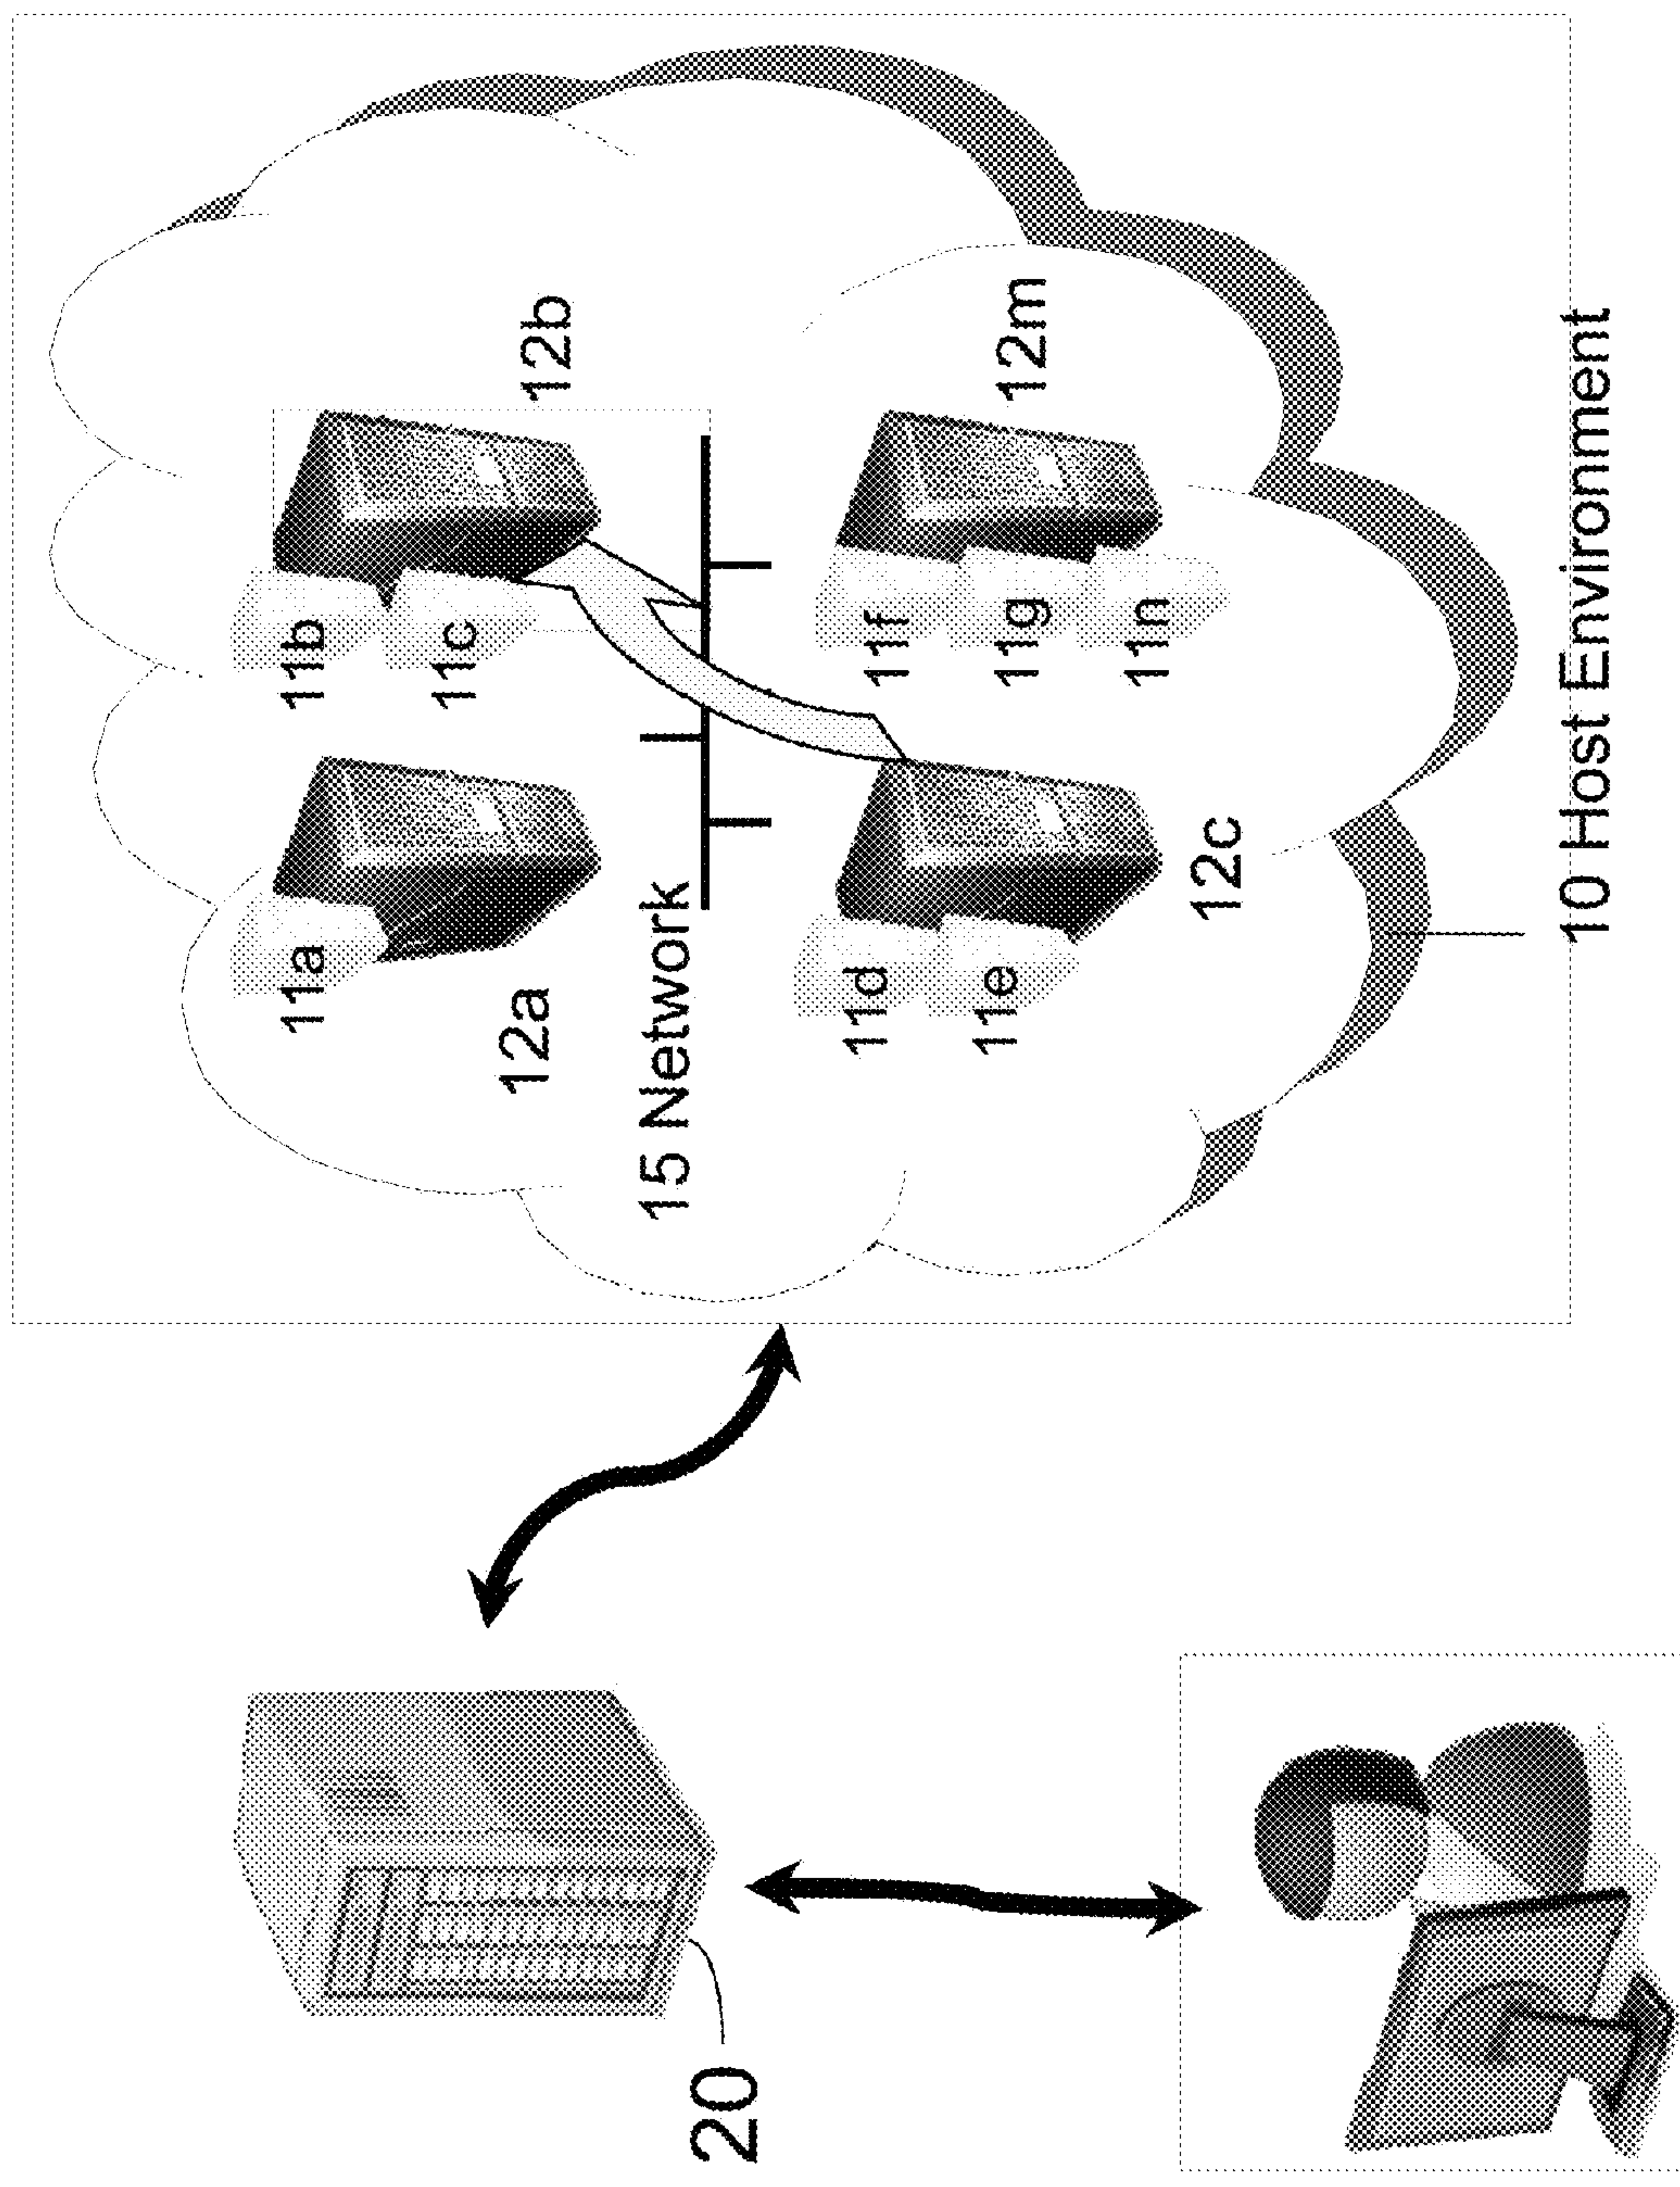 11a
11b
11c
12a
12b
15 Network
11d
11e
11f
11g
11n
12c
12m
10 Host Environment
20